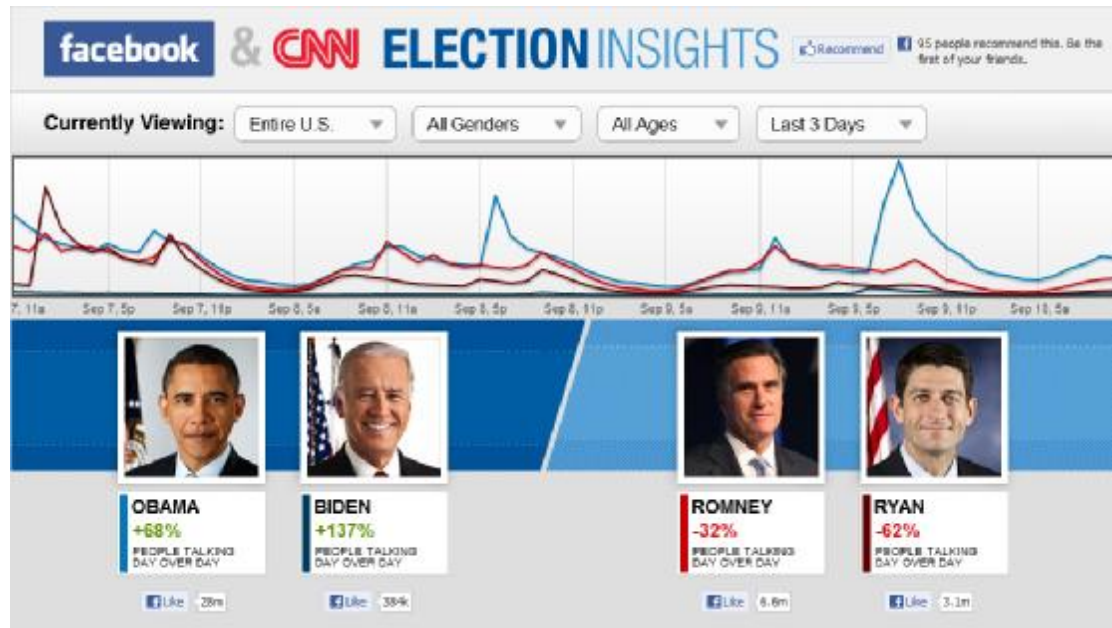 facebook & CNN ELECTION INSIGHTS
Recommend
95 people recommend this. Be the
first of your friends.
Currently Viewing:
Entire U.S.
All Genders
All Ages
Last 3 Days
7, 11a
Sep 7, 5p
Sep 7, 11p
Sep 8, 5a
Sep 8, 11a
Sep 8, 5p
Sep 8, 11p
Sep 9, 5a
Sep 9, 11a
Sep 9, 5p
Sep 9, 11p
Sep 10, 5a
OBAMA
+68%
PEOPLE TALKING
DAY OVER DAY
Like 28m
BIDEN
+137%
PEOPLE TALKING
DAY OVER DAY
Like 384k
ROMNEY
-32%
PEOPLE TALKING
DAY OVER DAY
Like 6.6m
RYAN
-62%
PEOPLE TALKING
DAY OVER DAY
Like 3.1m